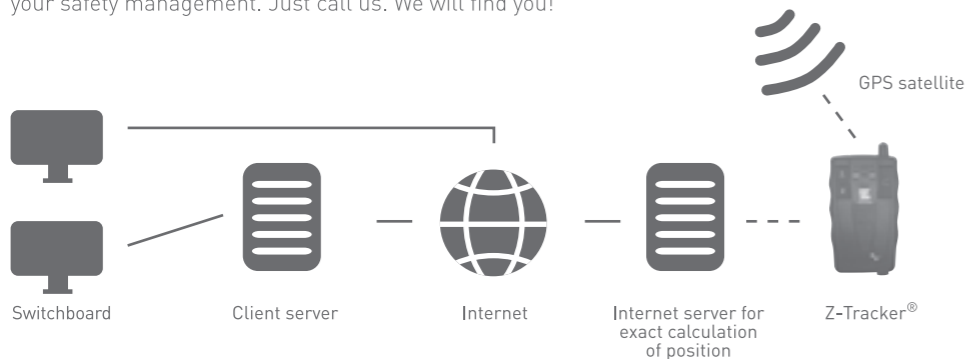 your safety management. Just call us. We will find you!
GPS satellite
Switchboard
Client server
Internet
Internet server for
exact calculation
of position
Z-Tracker®